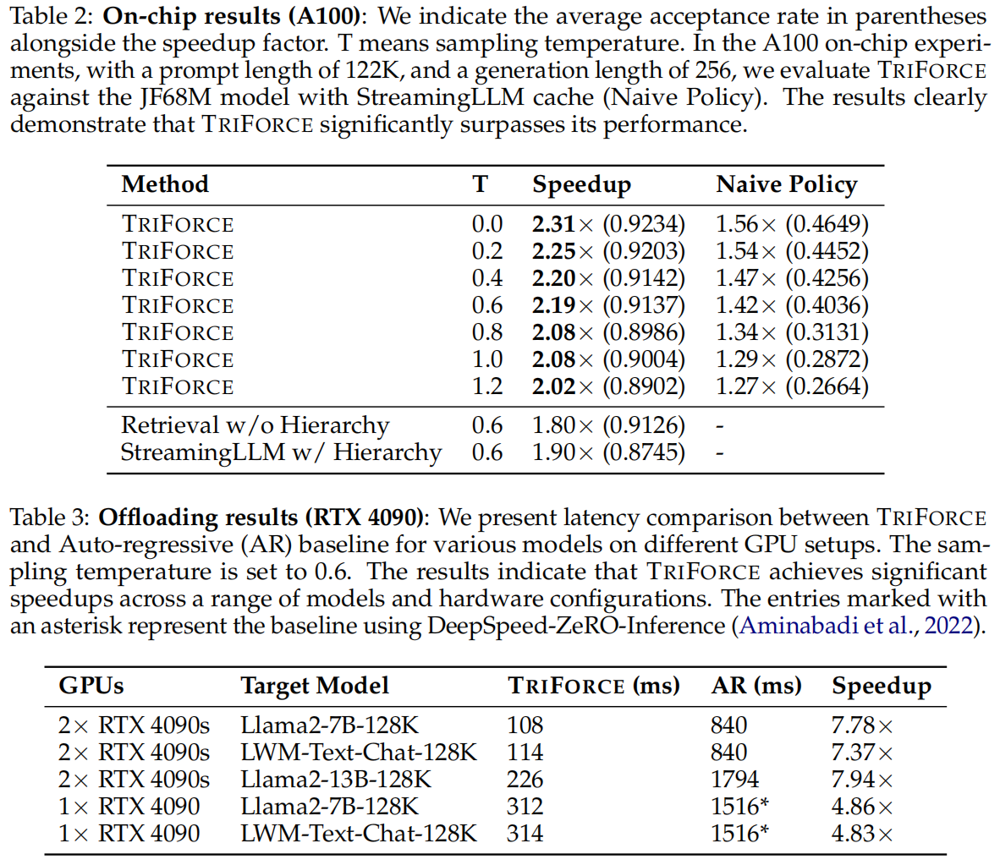 Table 2: On-chip results (A100): We indicate the average acceptance rate in parentheses
alongside the speedup factor. T means sampling temperature. In the A100 on-chip experi-
ments, with a prompt length of 122K, and a generation length of 256, we evaluate TRIFORCE
against the JF68M model with StreamingLLM cache (Naive Policy). The results clearly
demonstrate that TRIFORCE significantly surpasses its performance.
Method T Speedup Naive Policy
TRIFORCE 0.0 2.31× (0.9234) 1.56× (0.4649)
TRIFORCE 0.2 2.25× (0.9203) 1.54× (0.4452)
TRIFORCE 0.4 2.20× (0.9142) 1.47× (0.4256)
TRIFORCE 0.6 2.19× (0.9137) 1.42× (0.4036)
TRIFORCE 0.8 2.08× (0.8986) 1.34× (0.3131)
TRIFORCE 1.0 2.08× (0.9004) 1.29× (0.2872)
TRIFORCE 1.2 2.02× (0.8902) 1.27× (0.2664)
Retrieval w/o Hierarchy 0.6 1.80× (0.9126) -
StreamingLLM w/ Hierarchy 0.6 1.90× (0.8745) -
Table 3: Offloading results (RTX 4090): We present latency comparison between TRIFORCE
and Auto-regressive (AR) baseline for various models on different GPU setups. The sam-
pling temperature is set to 0.6. The results indicate that TRIFORCE achieves significant
speedups across a range of models and hardware configurations. The entries marked with
an asterisk represent the baseline using DeepSpeed-ZeRO-Inference (Aminabadi et al., 2022).
GPUs Target Model TRIFORCE (ms) AR (ms) Speedup
2× RTX 4090s Llama2-7B-128K 108 840 7.78×
2× RTX 4090s LWM-Text-Chat-128K 114 840 7.37×
2× RTX 4090s Llama2-13B-128K 226 1794 7.94×
1× RTX 4090 Llama2-7B-128K 312 1516* 4.86×
1× RTX 4090 LWM-Text-Chat-128K 314 1516* 4.83×